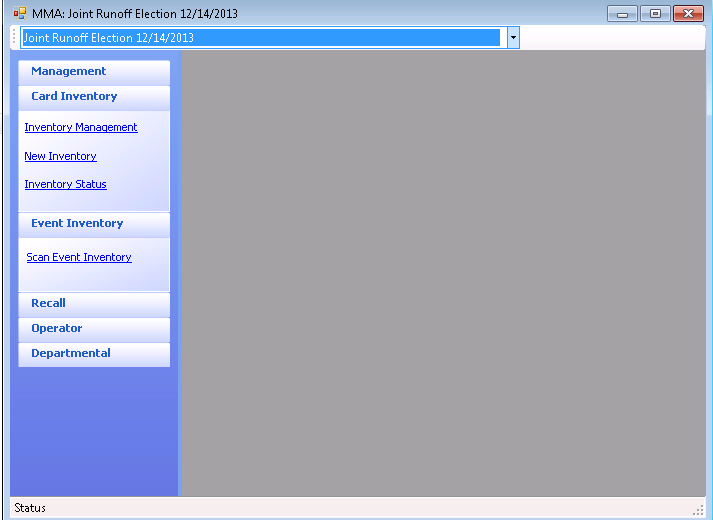 MMA: Joint Runoff Election 12/14/2013
Joint Runoff Election 12/14/2013
Management
Card Inventory
Inventory Management
New Inventory
Inventory Status
Event Inventory
Scan Event Inventory
Recall
Operator
Departmental
Status